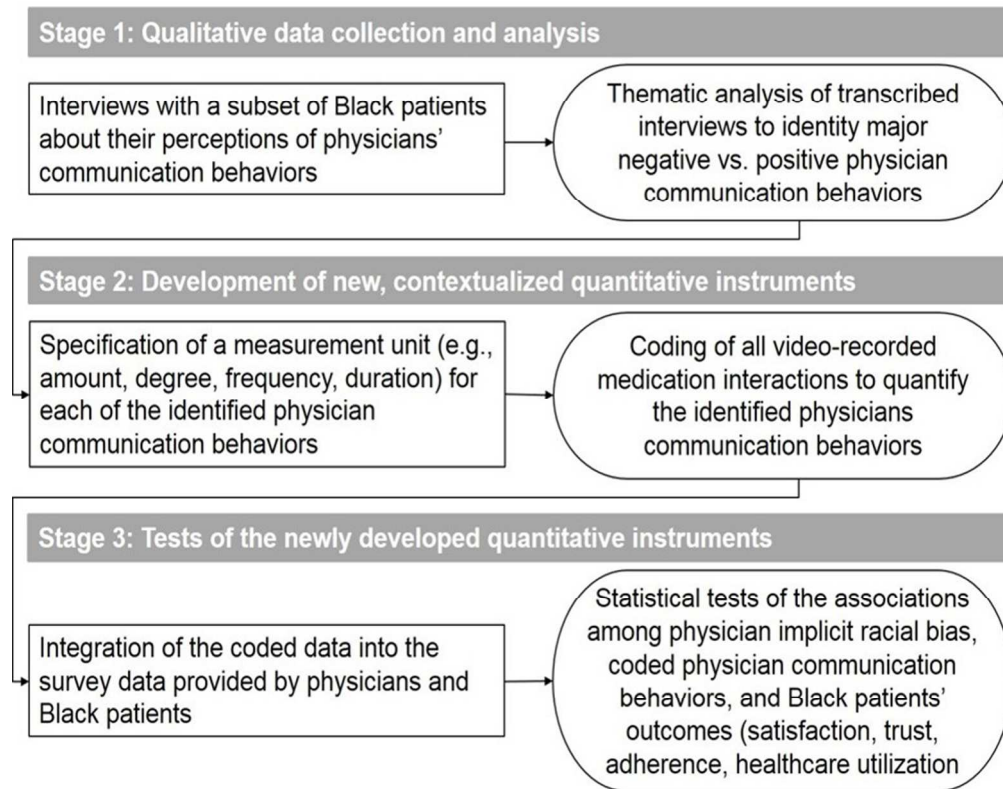 Stage 1: Qualitative data collection and analysis
Interviews with a subset of Black patients
about their perceptions of physicians’
communication behaviors
Thematic analysis of transcribed
interviews to identity major
negative vs. positive physician
communication behaviors
Stage 2: Development of new, contextualized quantitative instruments
Specification of a measurement unit (e.g.,
amount, degree, frequency, duration) for
each of the identified physician
communication behaviors
Coding of all video-recorded
medication interactions to quantify
the identified physicians
communication behaviors
Stage 3: Tests of the newly developed quantitative instruments
Integration of the coded data into the
survey data provided by physicians and
Black patients
Statistical tests of the associations
among physician implicit racial bias,
coded physician communication
behaviors, and Black patients’
outcomes (satisfaction, trust,
adherence, healthcare utilization